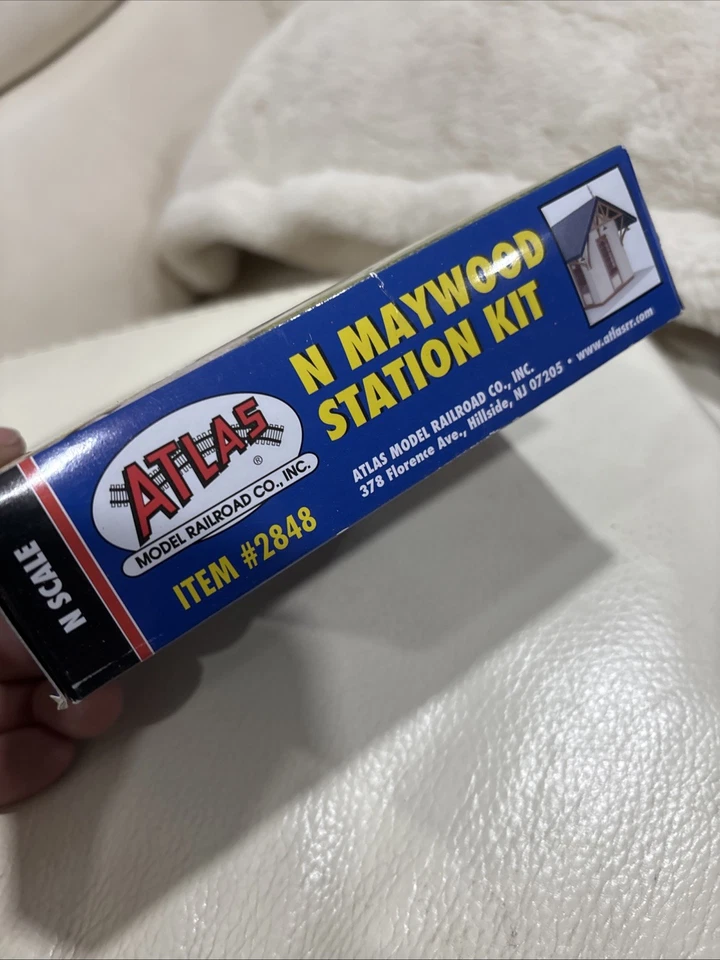 N SCALE
ATLAS
®
MODEL RAILROAD CO., INC.
ITEM #2848
N MAYWOOD
STATION KIT
ATLAS MODEL RAILROAD CO., INC.
378 Florence Ave., Hillside, NJ 07205 • www.atlasrr.com